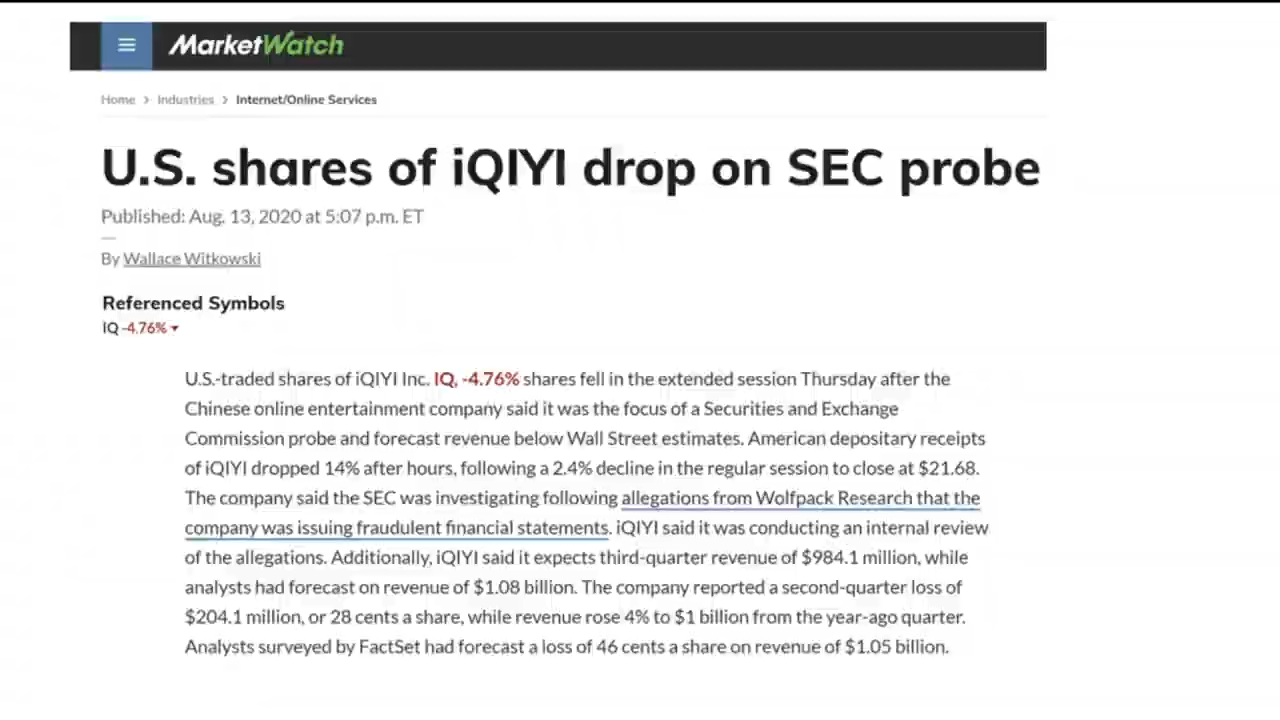 MarketWatch
Home > Industries > Internet/Online Services
U.S. shares of iQIYI drop on SEC probe
Published: Aug. 13, 2020 at 5:07 p.m. ET
By Wallace Witkowski
Referenced Symbols
IQ -4.76%
U.S.-traded shares of iQIYI Inc. IQ, -4.76% shares fell in the extended session Thursday after the
Chinese online entertainment company said it was the focus of a Securities and Exchange
Commission probe and forecast revenue below Wall Street estimates. American depositary receipts
of iQIYI dropped 14% after hours, following a 2.4% decline in the regular session to close at $21.68.
The company said the SEC was investigating following allegations from Wolfpack Research that the
company was issuing fraudulent financial statements. iQIYI said it was conducting an internal review
of the allegations. Additionally, iQIYI said it expects third-quarter revenue of $984.1 million, while
analysts had forecast on revenue of $1.08 billion. The company reported a second-quarter loss of
$204.1 million, or 28 cents a share, while revenue rose 4% to $1 billion from the year-ago quarter.
Analysts surveyed by FactSet had forecast a loss of 46 cents a share on revenue of $1.05 billion.